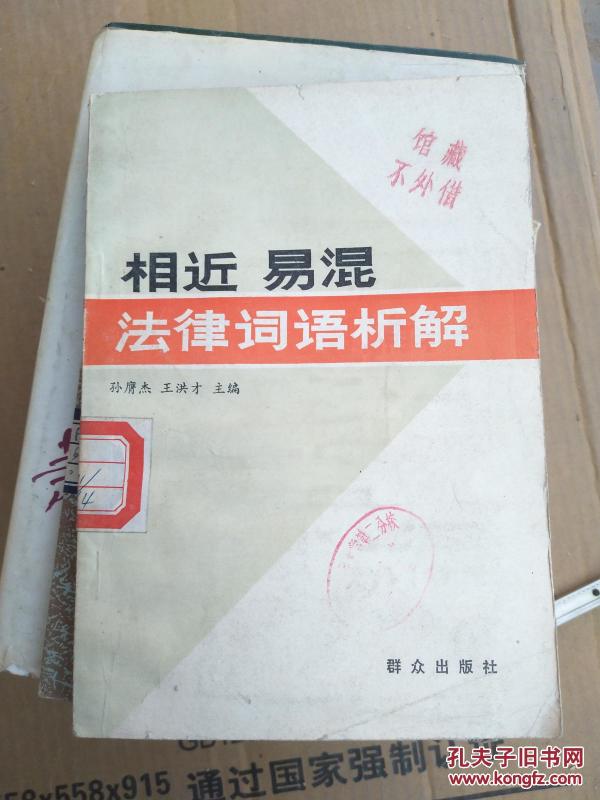 馆藏
不外借
相近 易混
法律词语析解
孙膺杰 王洪才 主编
群众出版社
58x558x915 通过国家强制
孔夫子旧书网
www.kongfz.com